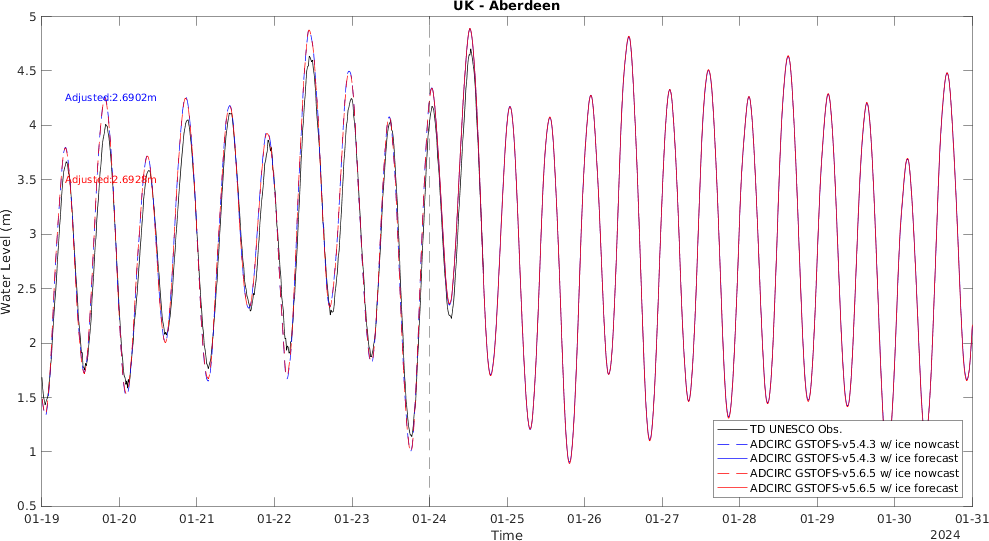 UK - Aberdeen
5
4.5
4
3.5
3
2.5
2
1.5
1
0.5
Water Level (m)
Adjusted:2.6902m
Adjusted:2.6928m
TD UNESCO Obs.
ADCIRC GSTOFS-v5.4.3 w/ ice nowcast
ADCIRC GSTOFS-v5.4.3 w/ ice forecast
ADCIRC GSTOFS-v5.6.5 w/ ice nowcast
ADCIRC GSTOFS-v5.6.5 w/ ice forecast
01-19 01-20 01-21 01-22 01-23 01-24 01-25 01-26 01-27 01-28 01-29 01-30 01-31
Time
2024